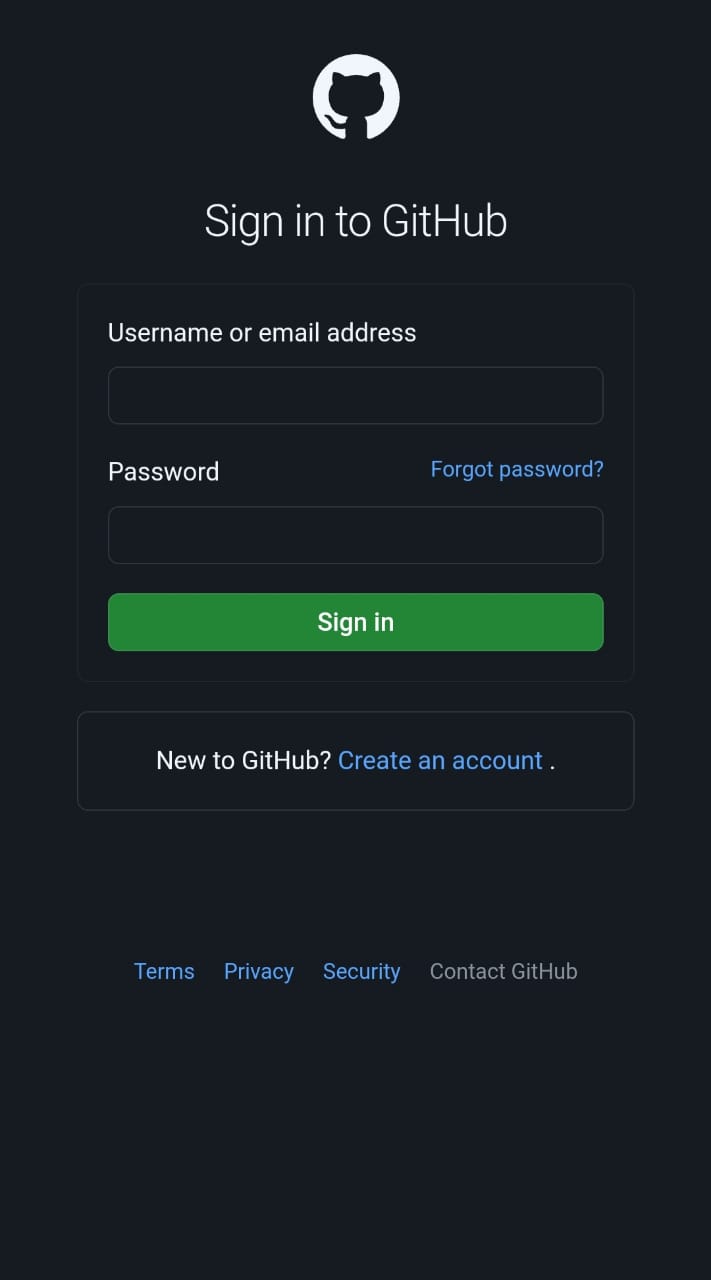 Sign in to GitHub
Username or email address
Password Forgot password?
Sign in
New to GitHub? Create an account .
Terms Privacy Security Contact GitHub